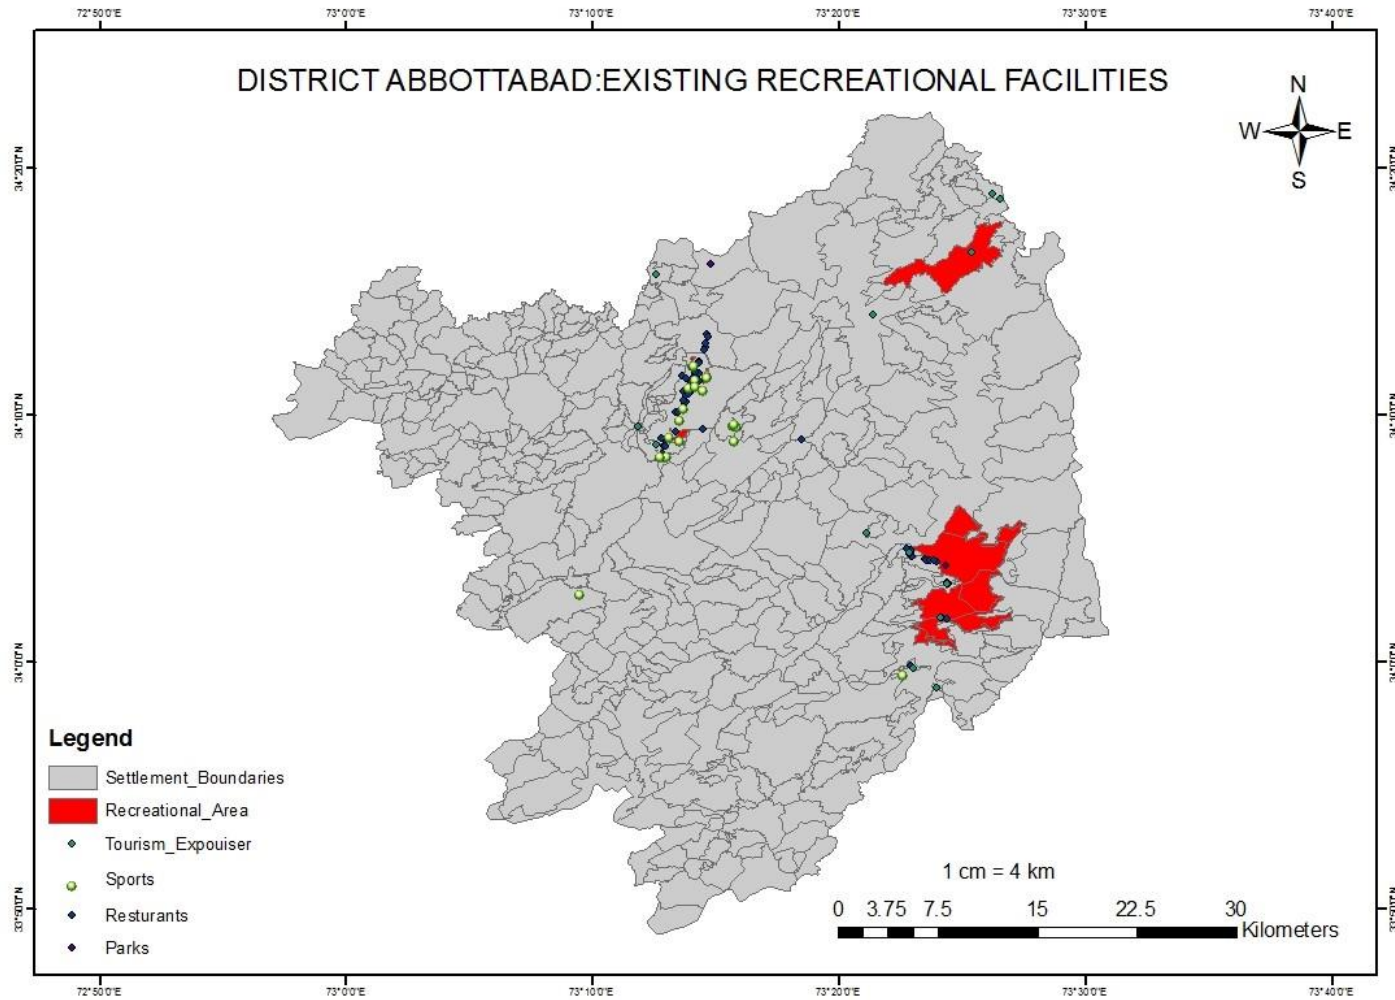 72°50'0"E 73°0'0"E 73°10'0"E 73°20'0"E 73°30'0"E 73°40'0"E
DISTRICT ABBOTTABAD:EXISTING RECREATIONAL FACILITIES
N
W E
S
Legend
Settlement_Boundaries
Recreational_Area
Tourism_Expouiser
Sports
Resturants
Parks
1 cm = 4 km
0 3.75 7.5 15 22.5 30
Kilometers
72°50'0"E 73°0'0"E 73°10'0"E 73°20'0"E 73°30'0"E 73°40'0"E